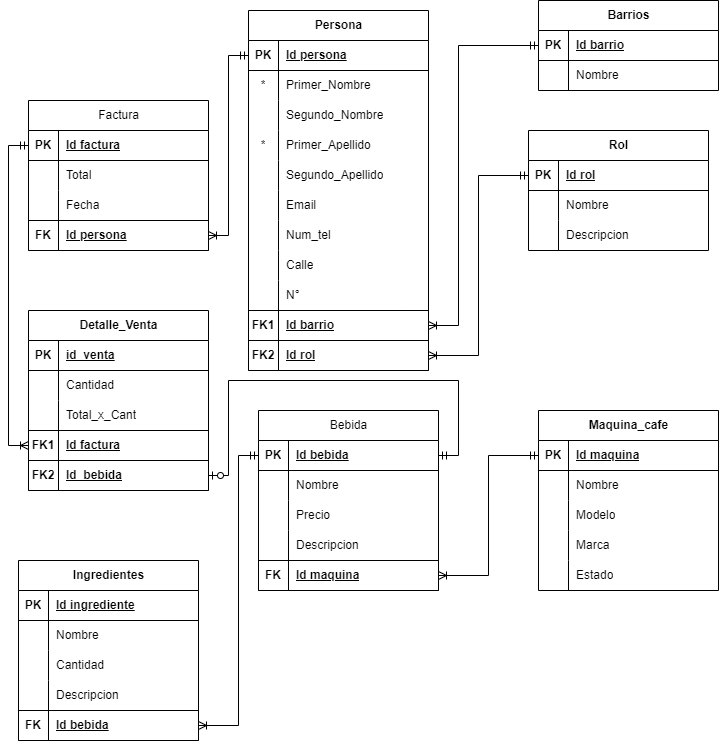 Persona
PK Id persona
* Primer_Nombre
Segundo_Nombre
* Primer_Apellido
Segundo_Apellido
Email
Num_tel
Calle
N°
FK1 Id barrio
FK2 Id rol
Barrios
PK Id barrio
Nombre
Factura
PK Id factura
Total
Fecha
FK Id persona
Rol
PK Id rol
Nombre
Descripcion
Detalle_Venta
PK id_venta
Cantidad
Total_x_Cant
FK1 Id factura
FK2 Id_bebida
Bebida
PK Id bebida
Nombre
Precio
Descripcion
FK Id maquina
Maquina_cafe
PK Id maquina
Nombre
Modelo
Marca
Estado
Ingredientes
PK Id ingrediente
Nombre
Cantidad
Descripcion
FK Id bebida